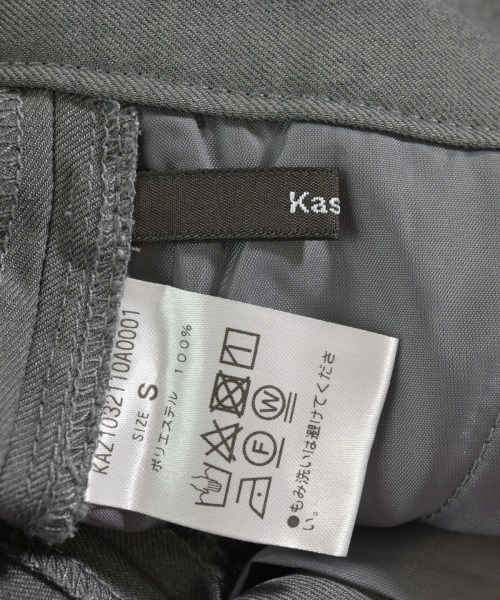 Kas
KAZ1032110A0001
SIZE S
ポリエステル 100%
W
F
●もみ洗いは避けてくださ
い。